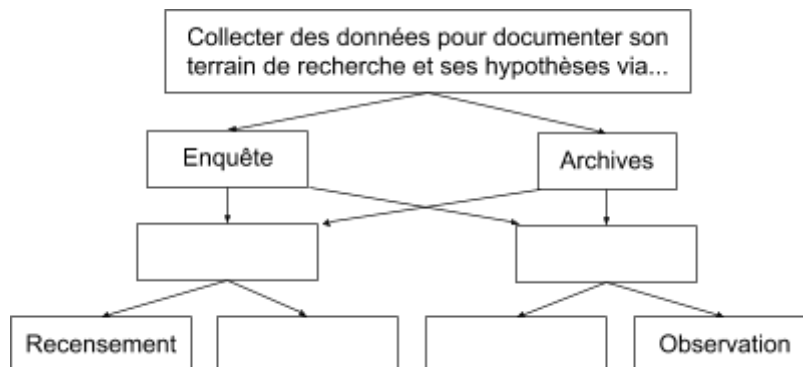 Collecter des données pour documenter son
terrain de recherche et ses hypothèses via...
Enquête
Archives
Recensement
Observation